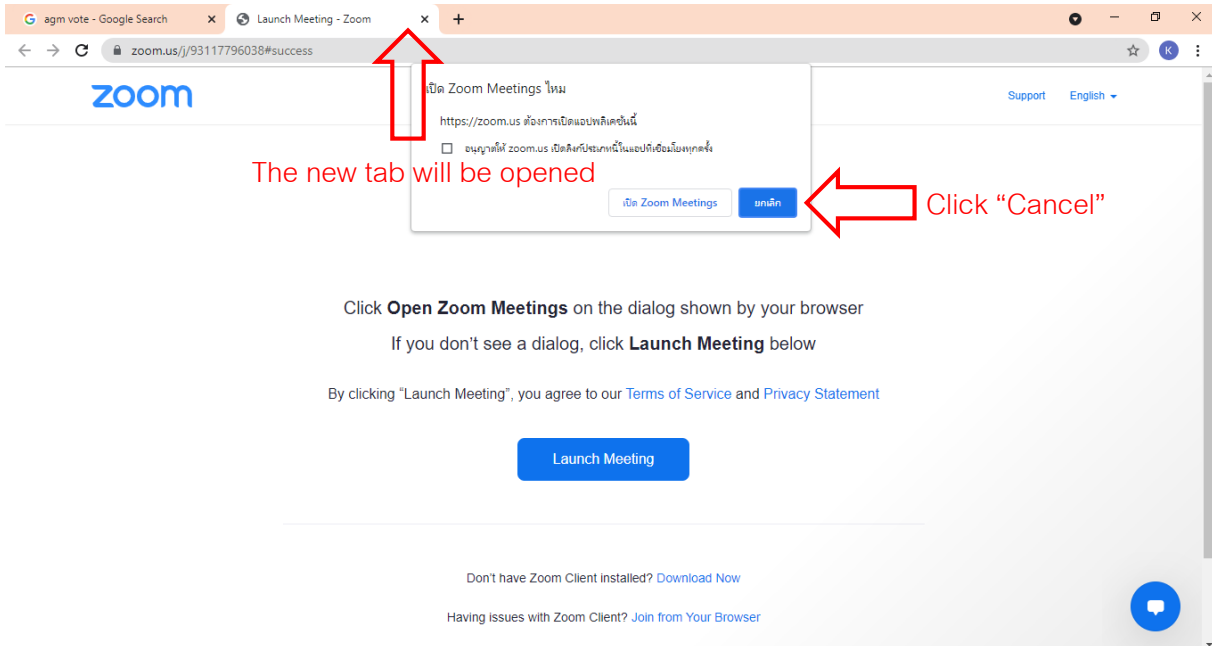 agm vote - Google Search
Launch Meeting - Zoom
zoom.us/j/93117796038#success
K
zoom
Support
English
เปิด Zoom Meetings ไหม
https://zoom.us ต้องการเปิดแอปพลิเคชันนี้
อนุญาตให้ zoom.us เปิดลิงก์ประเภทนี้ในแอปที่เชื่อมโยงทุกครั้ง
The new tab will be opened
เปิด Zoom Meetings
ยกเลิก
Click “Cancel”
Click Open Zoom Meetings on the dialog shown by your browser
If you don’t see a dialog, click Launch Meeting below
By clicking “Launch Meeting”, you agree to our Terms of Service and Privacy Statement
Launch Meeting
Don’t have Zoom Client installed? Download Now
Having issues with Zoom Client? Join from Your Browser